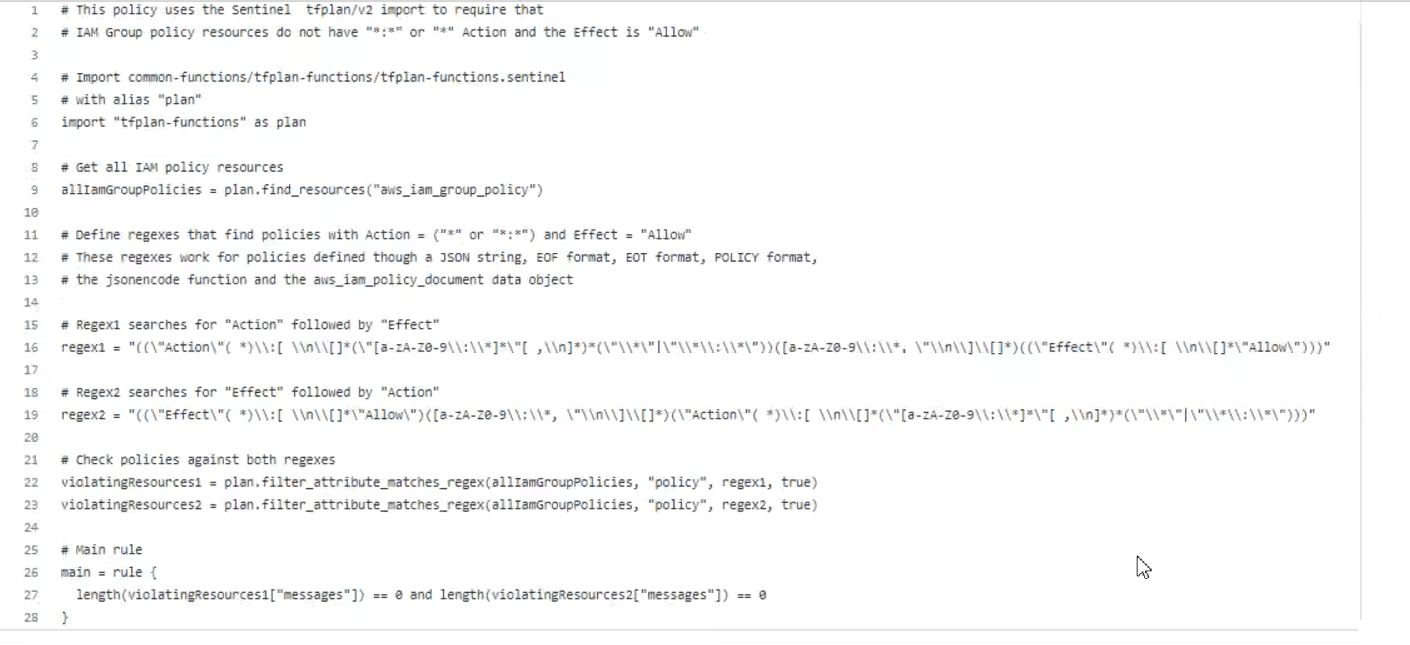 1 # This policy uses the Sentinel  tfplan/v2 import to require that
2 # IAM Group policy resources do not have "*:*" or "*" Action and the Effect is "Allow"
3
4 # Import common-functions/tfplan-functions/tfplan-functions.sentinel
5 # with alias "plan"
6 import "tfplan-functions" as plan
7
8 # Get all IAM policy resources
9 allIamGroupPolicies = plan.find_resources("aws_iam_group_policy")
10
11 # Define regexes that find policies with Action = ("*" or "*:*") and Effect = "Allow"
12 # These regexes work for policies defined though a JSON string, EOF format, EOT format, POLICY format,
13 # the jsonencode function and the aws_iam_policy_document data object
14
15 # Regex1 searches for "Action" followed by "Effect"
16 regex1 = "((\"Action\"( *)\\:[ \\n\\[]*(\"[a-zA-Z0-9\\:\\*]*\"[ ,\\n]*)*(\"\\*\"|\"\\*\\:\\*\"))([a-zA-Z0-9\\:\\*, \"\\n\\]\\[]*)((\"Effect\"( *)\\:[ \\n\\[]*\"Allow\")))"
17
18 # Regex2 searches for "Effect" followed by "Action"
19 regex2 = "((\"Effect\"( *)\\:[ \\n\\[]*\"Allow\")([a-zA-Z0-9\\:\\*, \"\\n\\]\\[]*)(\"Action\"( *)\\:[ \\n\\[]*(\"[a-zA-Z0-9\\:\\*]*\"[ ,\\n]*)*(\"\\*\"|\"\\*\\:\\*\")))"
20
21 # Check policies against both regexes
22 violatingResources1 = plan.filter_attribute_matches_regex(allIamGroupPolicies, "policy", regex1, true)
23 violatingResources2 = plan.filter_attribute_matches_regex(allIamGroupPolicies, "policy", regex2, true)
24
25 # Main rule
26 main = rule {
27   length(violatingResources1["messages"]) == 0 and length(violatingResources2["messages"]) == 0
28 }